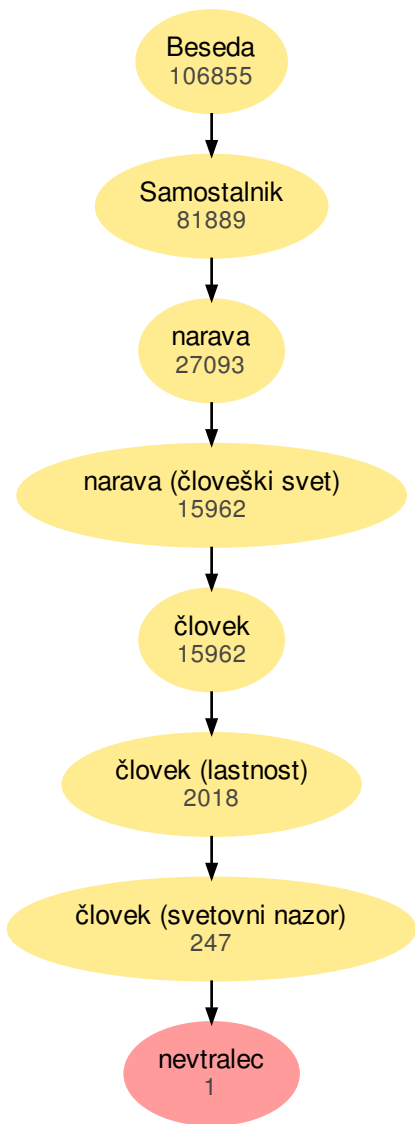 Beseda
106855
Samostalnik
81889
narava
27093
narava (človeški svet)
15962
človek
15962
človek (lastnost)
2018
človek (svetovni nazor)
247
nevtralec
1